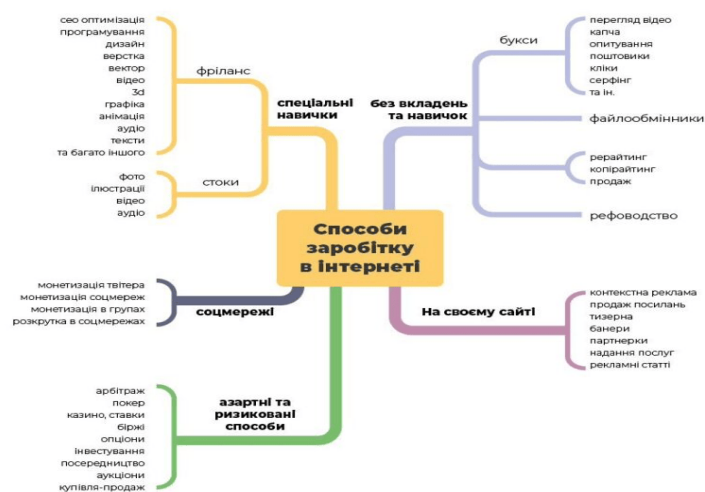 Способи
заробітку
в інтернеті
спеціальні
навички
фріланс
сео оптимізація
програмування
дизайн
верстка
вектор
відео
3d
графіка
анімація
аудіо
тексти
та багато іншого
стоки
фото
ілюстрації
відео
аудіо
без вкладень
та навичок
букси
перегляд відео
капча
опитування
поштовики
кліки
серфінг
та ін.
файлообмінники
рерайтинг
копірайтинг
продаж
рефоводство
соцмережі
монетизація твітера
монетизація соцмереж
монетизація в групах
розкрутка в соцмережах
На своєму сайті
контекстна реклама
продаж посилань
тизерна
банери
партнерки
надання послуг
рекламні статті
азартні та
ризиковані
способи
арбітраж
покер
казино, ставки
біржі
опціони
інвестування
посередництво
аукціони
купівля-продаж